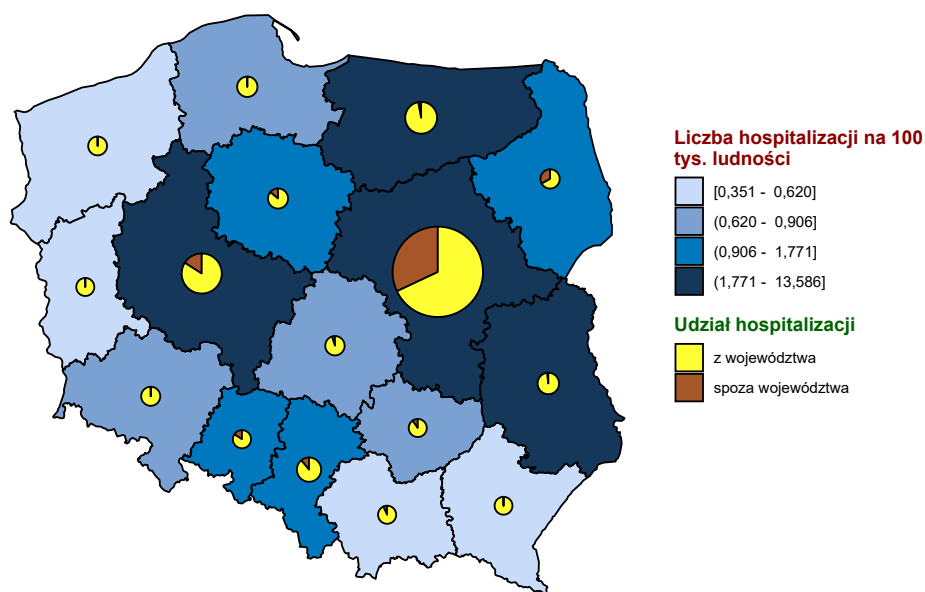 Liczba hospitalizacji na 100
tys. ludności
[0,351 - 0,620]
(0,620 - 0,906]
(0,906 - 1,771]
(1,771 - 13,586]
Udział hospitalizacji
z województwa
spoza województwa